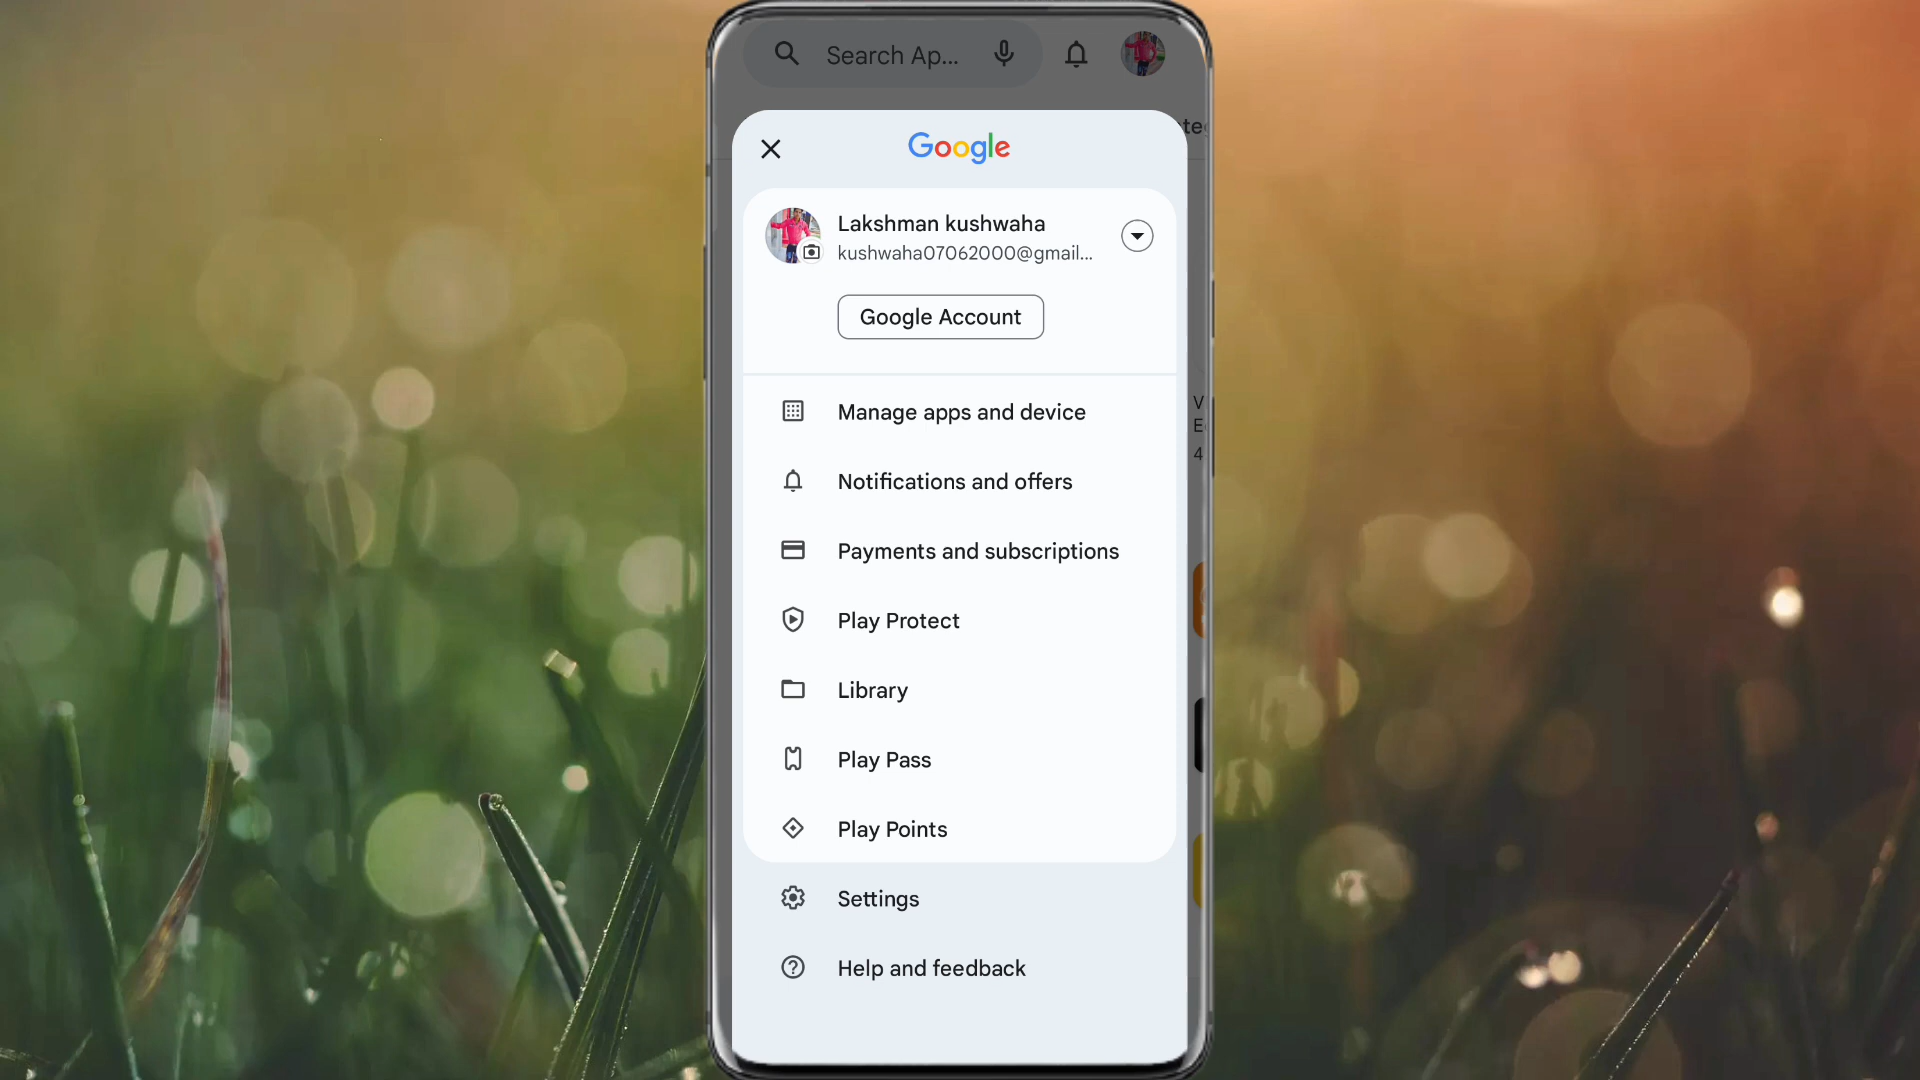 Search Ap...
Google
Lakshman kushwaha
kushwaha07062000@gmail...
Google Account
Manage apps and device
Notifications and offers
Payments and subscriptions
Play Protect
Library
Play Pass
Play Points
Settings
Help and feedback